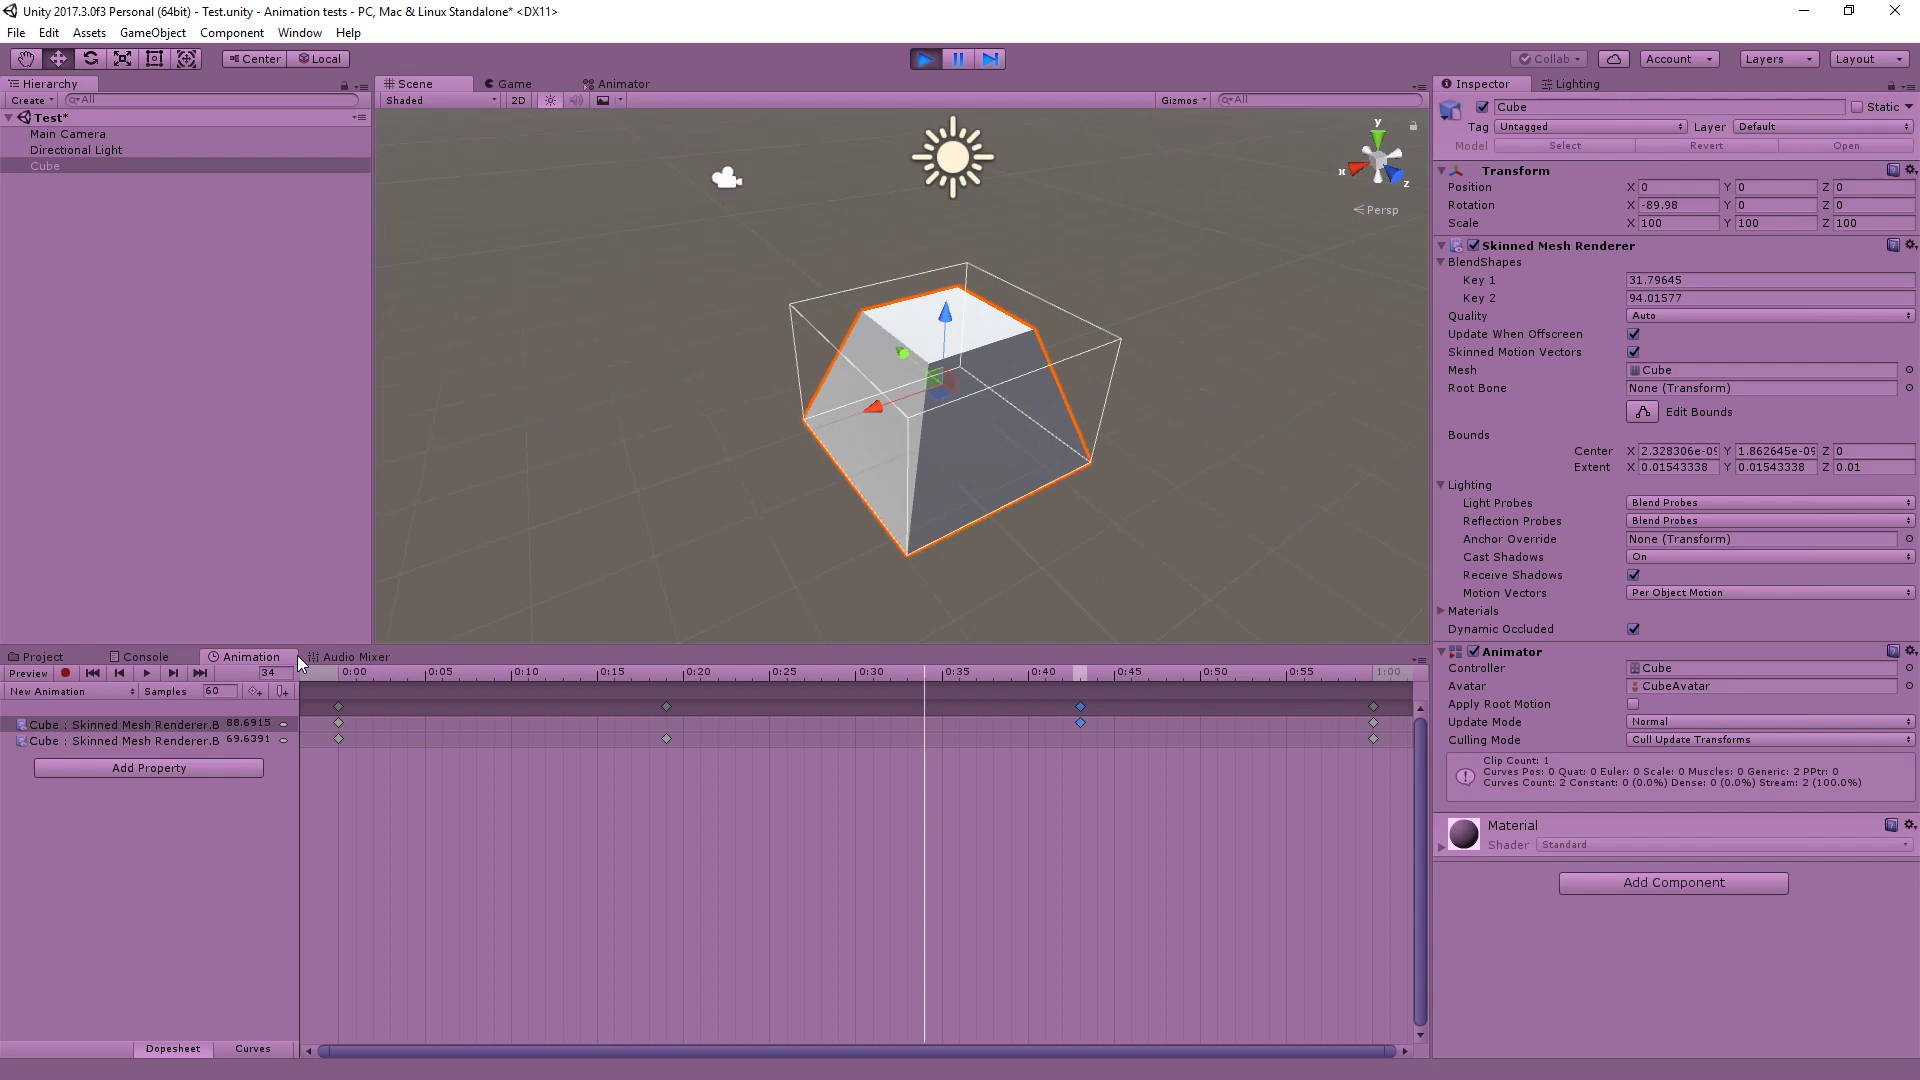 Unity 2017.3.0f3 Personal (64bit) - Test.unity - Animation tests - PC, Mac & Linux Standalone* <DX11>
File Edit Assets GameObject Component Window Help
Center Local Collab Account Layers Layout
Hierarchy
Create All
Test*
Main Camera
Directional Light
Cube
Scene Game Animator
Shaded 2D Gizmos All
y
x
z
Persp
Inspector Lighting
Cube Static
Tag Untagged Layer Default
Model Select Revert Open
Transform
Position X 0 Y 0 Z 0
Rotation X -89.98 Y 0 Z 0
Scale X 100 Y 100 Z 100
Skinned Mesh Renderer
BlendShapes
Key 1 31.79645
Key 2 94.01577
Quality Auto
Update When Offscreen
Skinned Motion Vectors
Mesh Cube
Root Bone None (Transform)
Edit Bounds
Bounds
Center X 2.328306e-09 Y 1.862645e-09 Z 0
Extent X 0.01543338 Y 0.01543338 Z 0.01
Lighting
Light Probes Blend Probes
Reflection Probes Blend Probes
Anchor Override None (Transform)
Cast Shadows On
Receive Shadows
Motion Vectors Per Object Motion
Materials
Dynamic Occluded
Animator
Controller Cube
Avatar CubeAvatar
Apply Root Motion
Update Mode Normal
Culling Mode Cull Update Transforms
Clip Count: 1
Curves Pos: 0 Quat: 0 Euler: 0 Scale: 0 Muscles: 0 Generic: 2 PPtr: 0
Curves Count: 2 Constant: 0 (0.0%) Dense: 0 (0.0%) Stream: 2 (100.0%)
Material
Shader Standard
Add Component
Project Console Animation Audio Mixer
Preview 34 0:00 0:05 0:10 0:15 0:20 0:25 0:30 0:35 0:40 0:45 0:50 0:55 1:00
New Animation Samples 60
Cube : Skinned Mesh Renderer.B 88.6915
Cube : Skinned Mesh Renderer.B 69.6391
Add Property
Dopesheet Curves